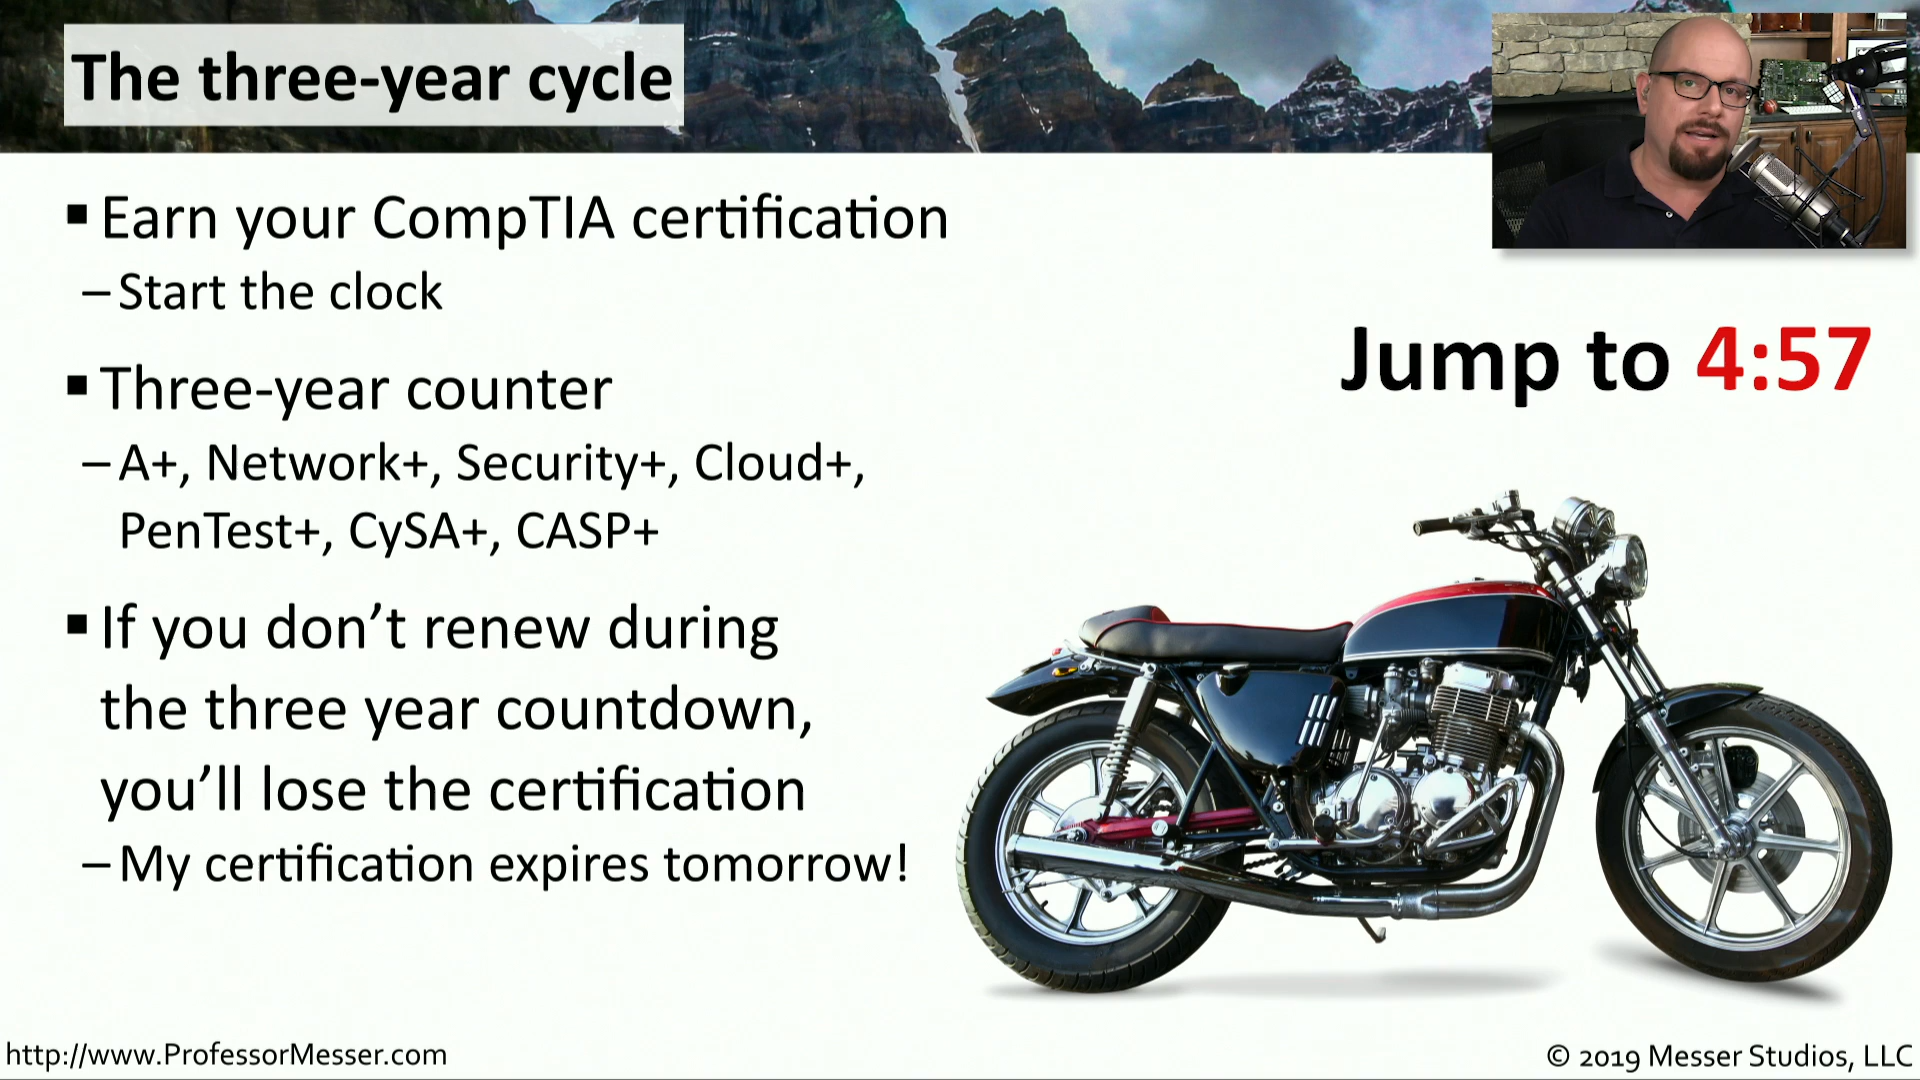 The three-year cycle
▪ Earn your CompTIA certification
– Start the clock
▪ Three-year counter
– A+, Network+, Security+, Cloud+,
PenTest+, CySA+, CASP+
▪ If you don’t renew during
the three year countdown,
you’ll lose the certification
– My certification expires tomorrow!
Jump to 4:57
http://www.ProfessorMesser.com
© 2019 Messer Studios, LLC